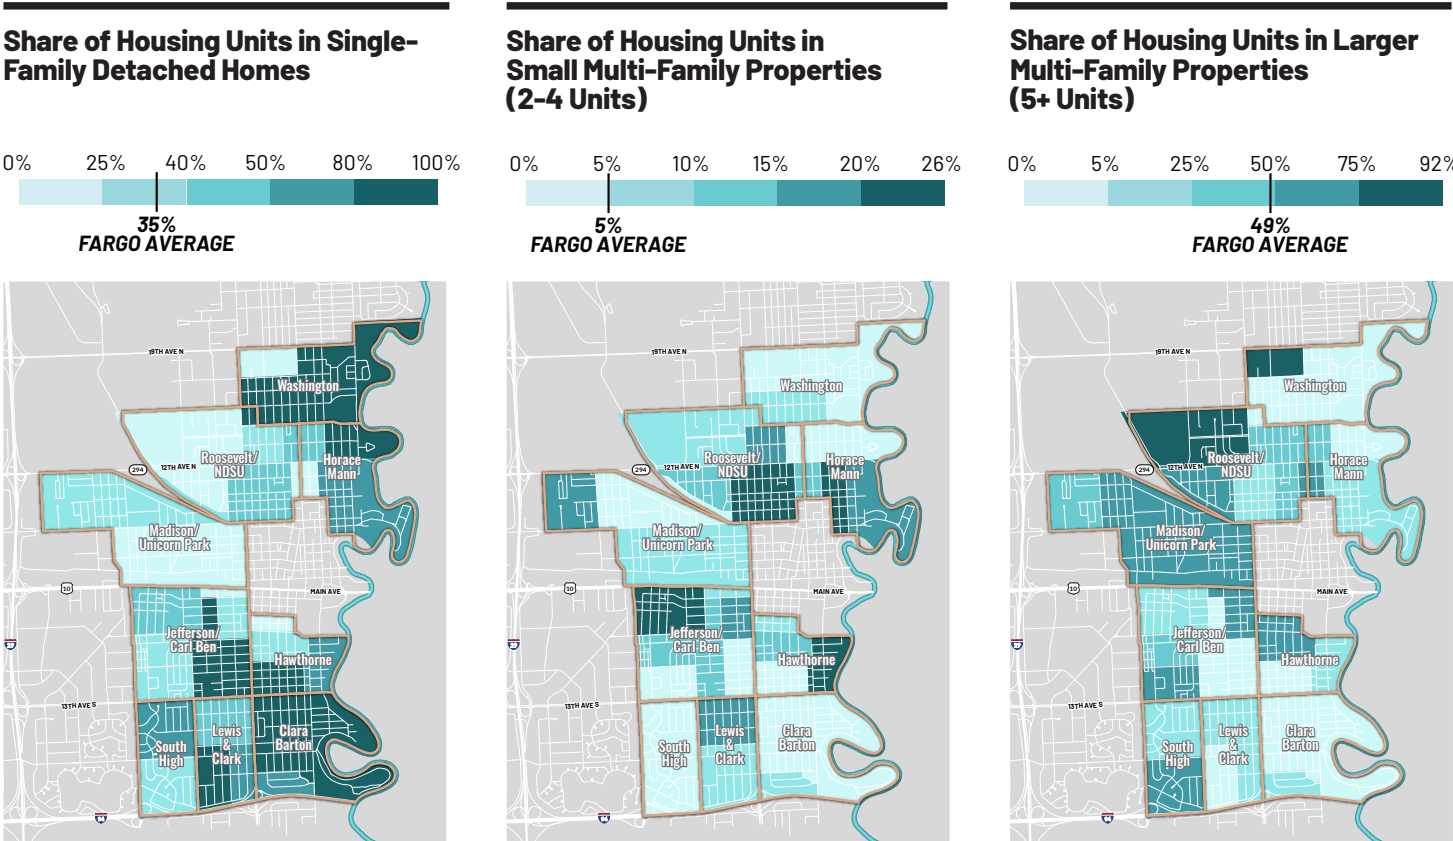 Share of Housing Units in Single-
Family Detached Homes
0% 25% 40% 50% 80% 100%
35%
FARGO AVERAGE
19TH AVE N
Washington
Roosevelt/
NDSU
Horace
Mann
294
12TH AVE N
Madison/
Unicorn Park
10
MAIN AVE
Jefferson/
Carl Ben
29
Hawthorne
13TH AVE S
South
High
Lewis
&
Clark
Clara
Barton
94
Share of Housing Units in
Small Multi-Family Properties
(2-4 Units)
0% 5% 10% 15% 20% 26%
5%
FARGO AVERAGE
19TH AVE N
Washington
Roosevelt/
NDSU
Horace
Mann
294
12TH AVE N
Madison/
Unicorn Park
10
MAIN AVE
Jefferson/
Carl Ben
29
Hawthorne
13TH AVE S
South
High
Lewis
&
Clark
Clara
Barton
94
Share of Housing Units in Larger
Multi-Family Properties
(5+ Units)
0% 5% 25% 50% 75% 92%
49%
FARGO AVERAGE
19TH AVE N
Washington
Roosevelt/
NDSU
Horace
Mann
294
12TH AVE N
Madison/
Unicorn Park
10
MAIN AVE
Jefferson/
Carl Ben
29
Hawthorne
13TH AVE S
South
High
Lewis
&
Clark
Clara
Barton
94